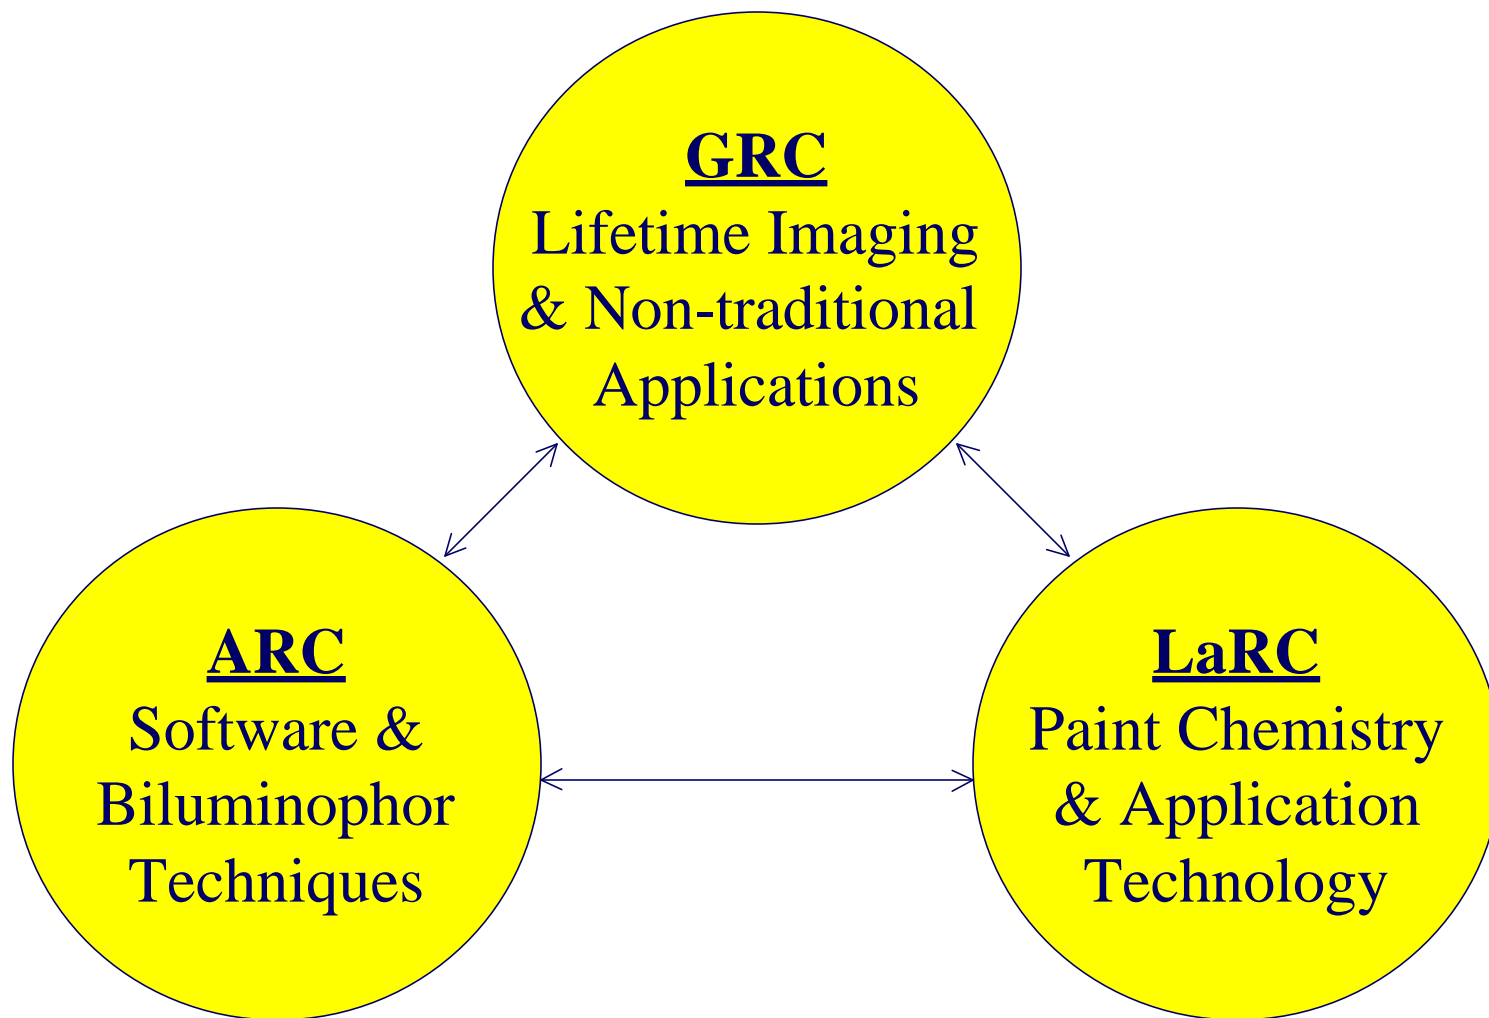 GRC
Lifetime Imaging
& Non-traditional
Applications
ARC
Software &
Biluminophor
Techniques
LaRC
Paint Chemistry
& Application
Technology